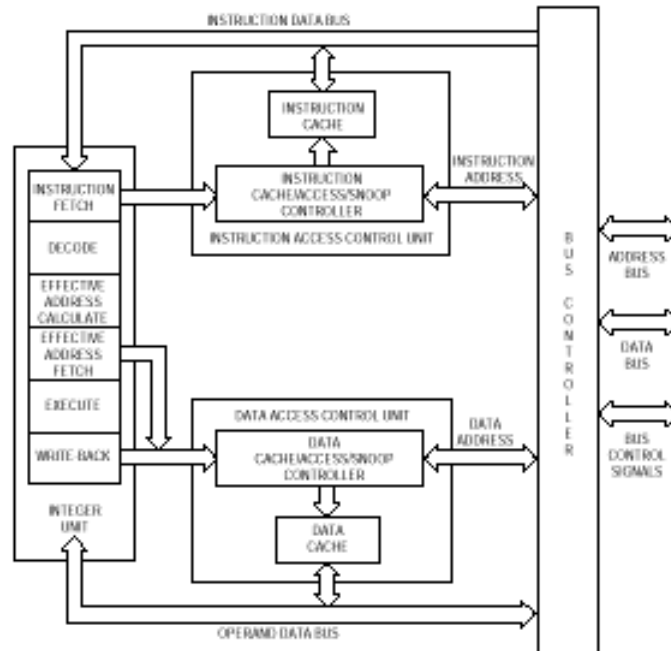 INSTRUCTION DATA BUS
INSTRUCTION
CACHE
INSTRUCTION
CACHE/ACCESS/SNOOP
CONTROLLER
INSTRUCTION ACCESS CONTROL UNIT
INSTRUCTION
ADDRESS
INSTRUCTION
FETCH
DECODE
EFFECTIVE
ADDRESS
CALCULATE
EFFECTIVE
ADDRESS
FETCH
EXECUTE
WRITE-BACK
INTEGER
UNIT
DATA ACCESS CONTROL UNIT
DATA
CACHE/ACCESS/SNOOP
CONTROLLER
DATA
CACHE
DATA
ADDRESS
OPERAND DATA BUS
BUS CONTROLLER
ADDRESS
BUS
DATA
BUS
BUS
CONTROL
SIGNALS